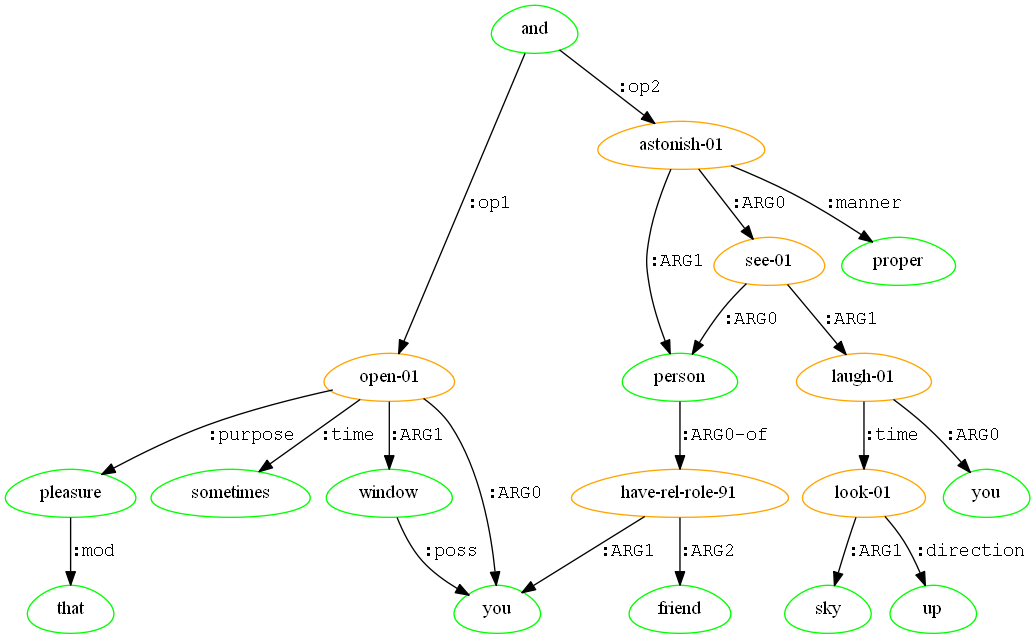 and
:op2
astonish-01
:op1
:ARG0
:manner
:ARG1
see-01
proper
:ARG0
:ARG1
open-01
person
laugh-01
:purpose
:time
:ARG1
:ARG0
:ARG0-of
:time
:ARG0
pleasure
sometimes
window
have-rel-role-91
look-01
you
:mod
:poss
:ARG1
:ARG2
:ARG1
:direction
that
you
friend
sky
up